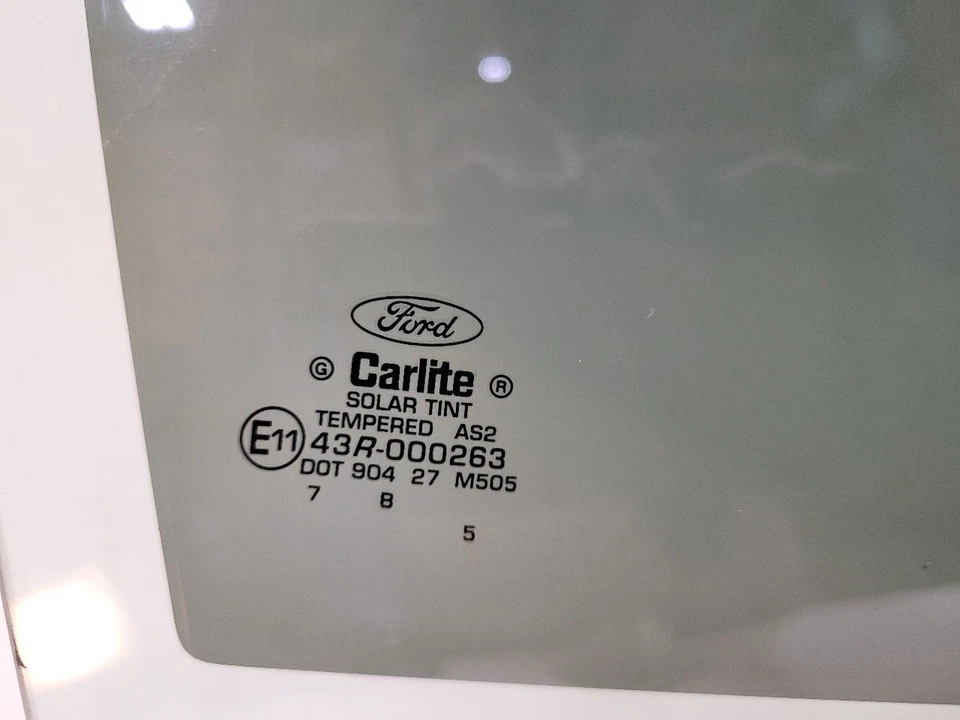 Ford
G Carlite ®
SOLAR TINT
TEMPERED AS2
E11 43R-000263
DOT 904 27 M505
7 8
5